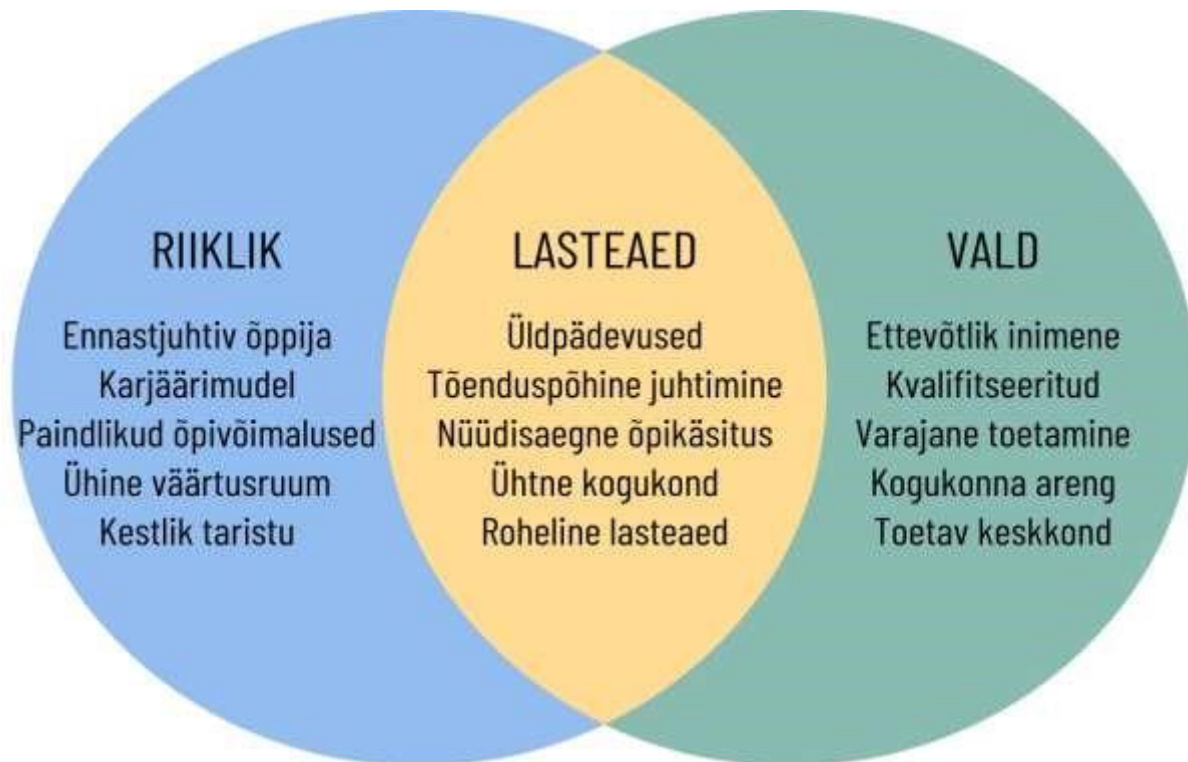 RIIKLIK
Ennastjuhtiv õppija
Karjäärimudel
Paindlikud õpivõimalused
Ühine väärtusruum
Kestlik taristu
LASTEAED
Üldpädevused
Tõenduspõhine juhtimine
Nüüdisaegne õpikäsitus
Ühtne kogukond
Roheline lasteaed
VALD
Ettevõtlik inimene
Kvalifitseeritud
Varajane toetamine
Kogukonna areng
Toetav keskkond